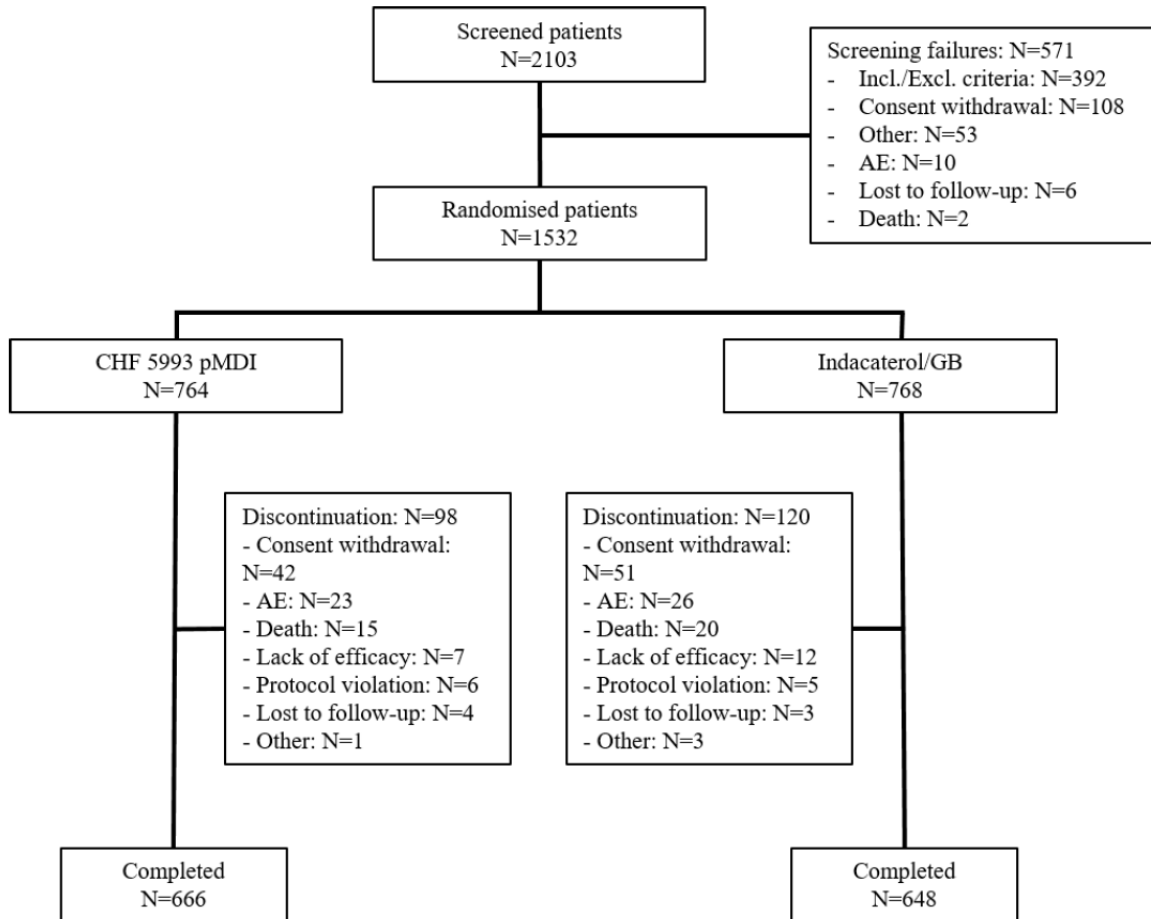 Screened patients
N=2103
Screening failures: N=571
- Incl./Excl. criteria: N=392
- Consent withdrawal: N=108
- Other: N=53
- AE: N=10
- Lost to follow-up: N=6
- Death: N=2
Randomised patients
N=1532
CHF 5993 pMDI
N=764
Indacaterol/GB
N=768
Discontinuation: N=98
- Consent withdrawal:
N=42
- AE: N=23
- Death: N=15
- Lack of efficacy: N=7
- Protocol violation: N=6
- Lost to follow-up: N=4
- Other: N=1
Discontinuation: N=120
- Consent withdrawal:
N=51
- AE: N=26
- Death: N=20
- Lack of efficacy: N=12
- Protocol violation: N=5
- Lost to follow-up: N=3
- Other: N=3
Completed
N=666
Completed
N=648